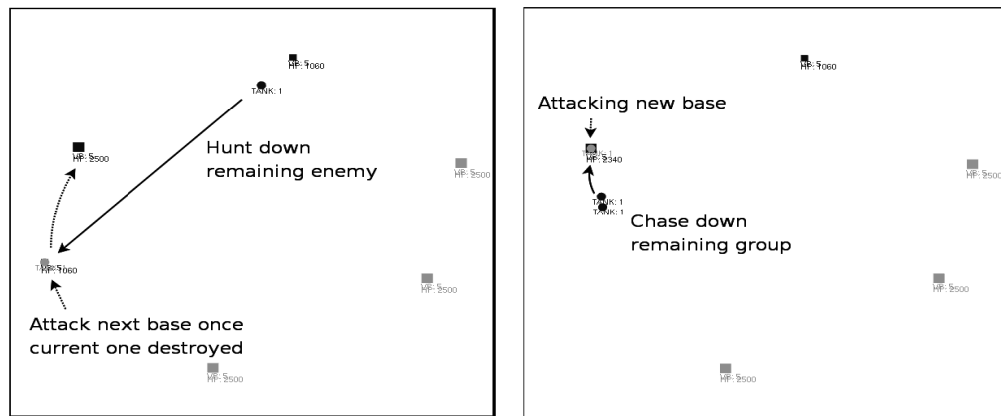 HP: 1060
TANK: 1
Hunt down
remaining enemy
HP: 2500
HP: 2500
HP: 1060
HP: 2500
Attack next base once
current one destroyed
HP: 2500
HP: 1060
Attacking new base
HP: 2340
HP: 2500
TANK: 1
TANK: 1
Chase down
remaining group
HP: 2500
HP: 2500